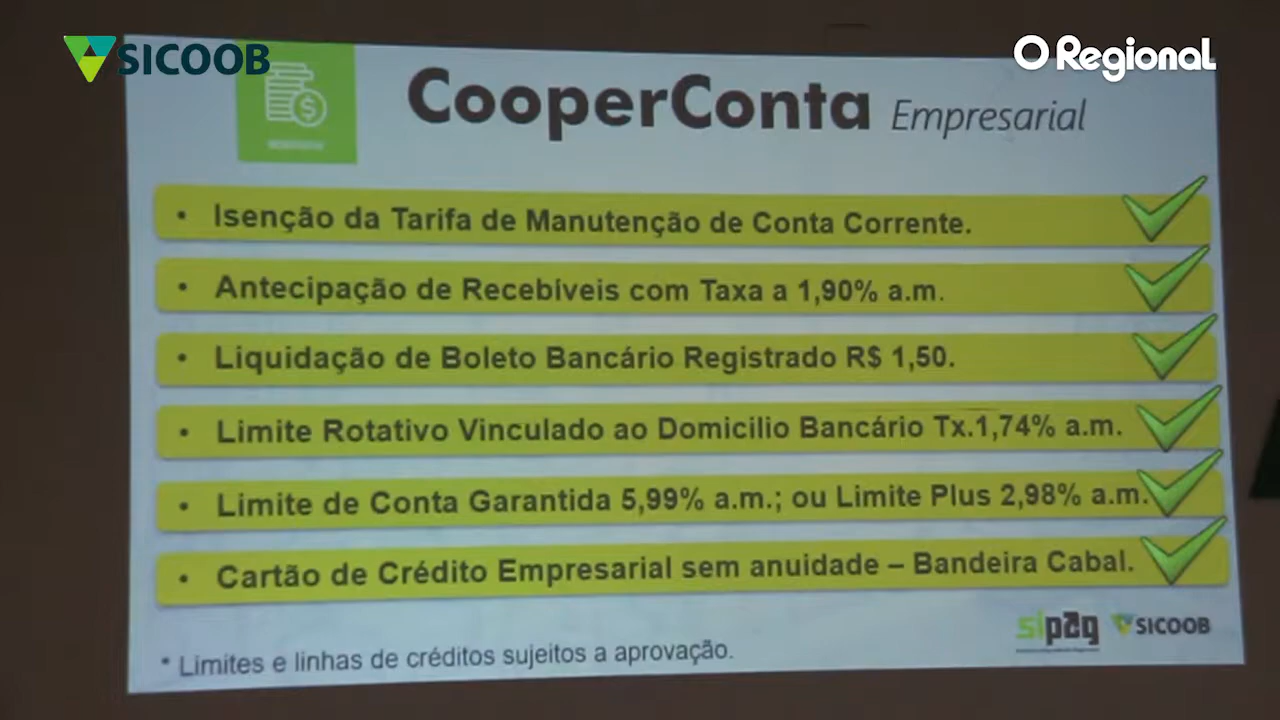 SICOOB
O Regional
CooperConta Empresarial
• Isenção da Tarifa de Manutenção de Conta Corrente.
• Antecipação de Recebíveis com Taxa a 1,90% a.m.
• Liquidação de Boleto Bancário Registrado R$ 1,50.
• Limite Rotativo Vinculado ao Domicilio Bancário Tx.1,74% a.m.
• Limite de Conta Garantida 5,99% a.m.; ou Limite Plus 2,98% a.m.
• Cartão de Crédito Empresarial sem anuidade – Bandeira Cabal.
sipag SICOOB
* Limites e linhas de créditos sujeitos a aprovação.